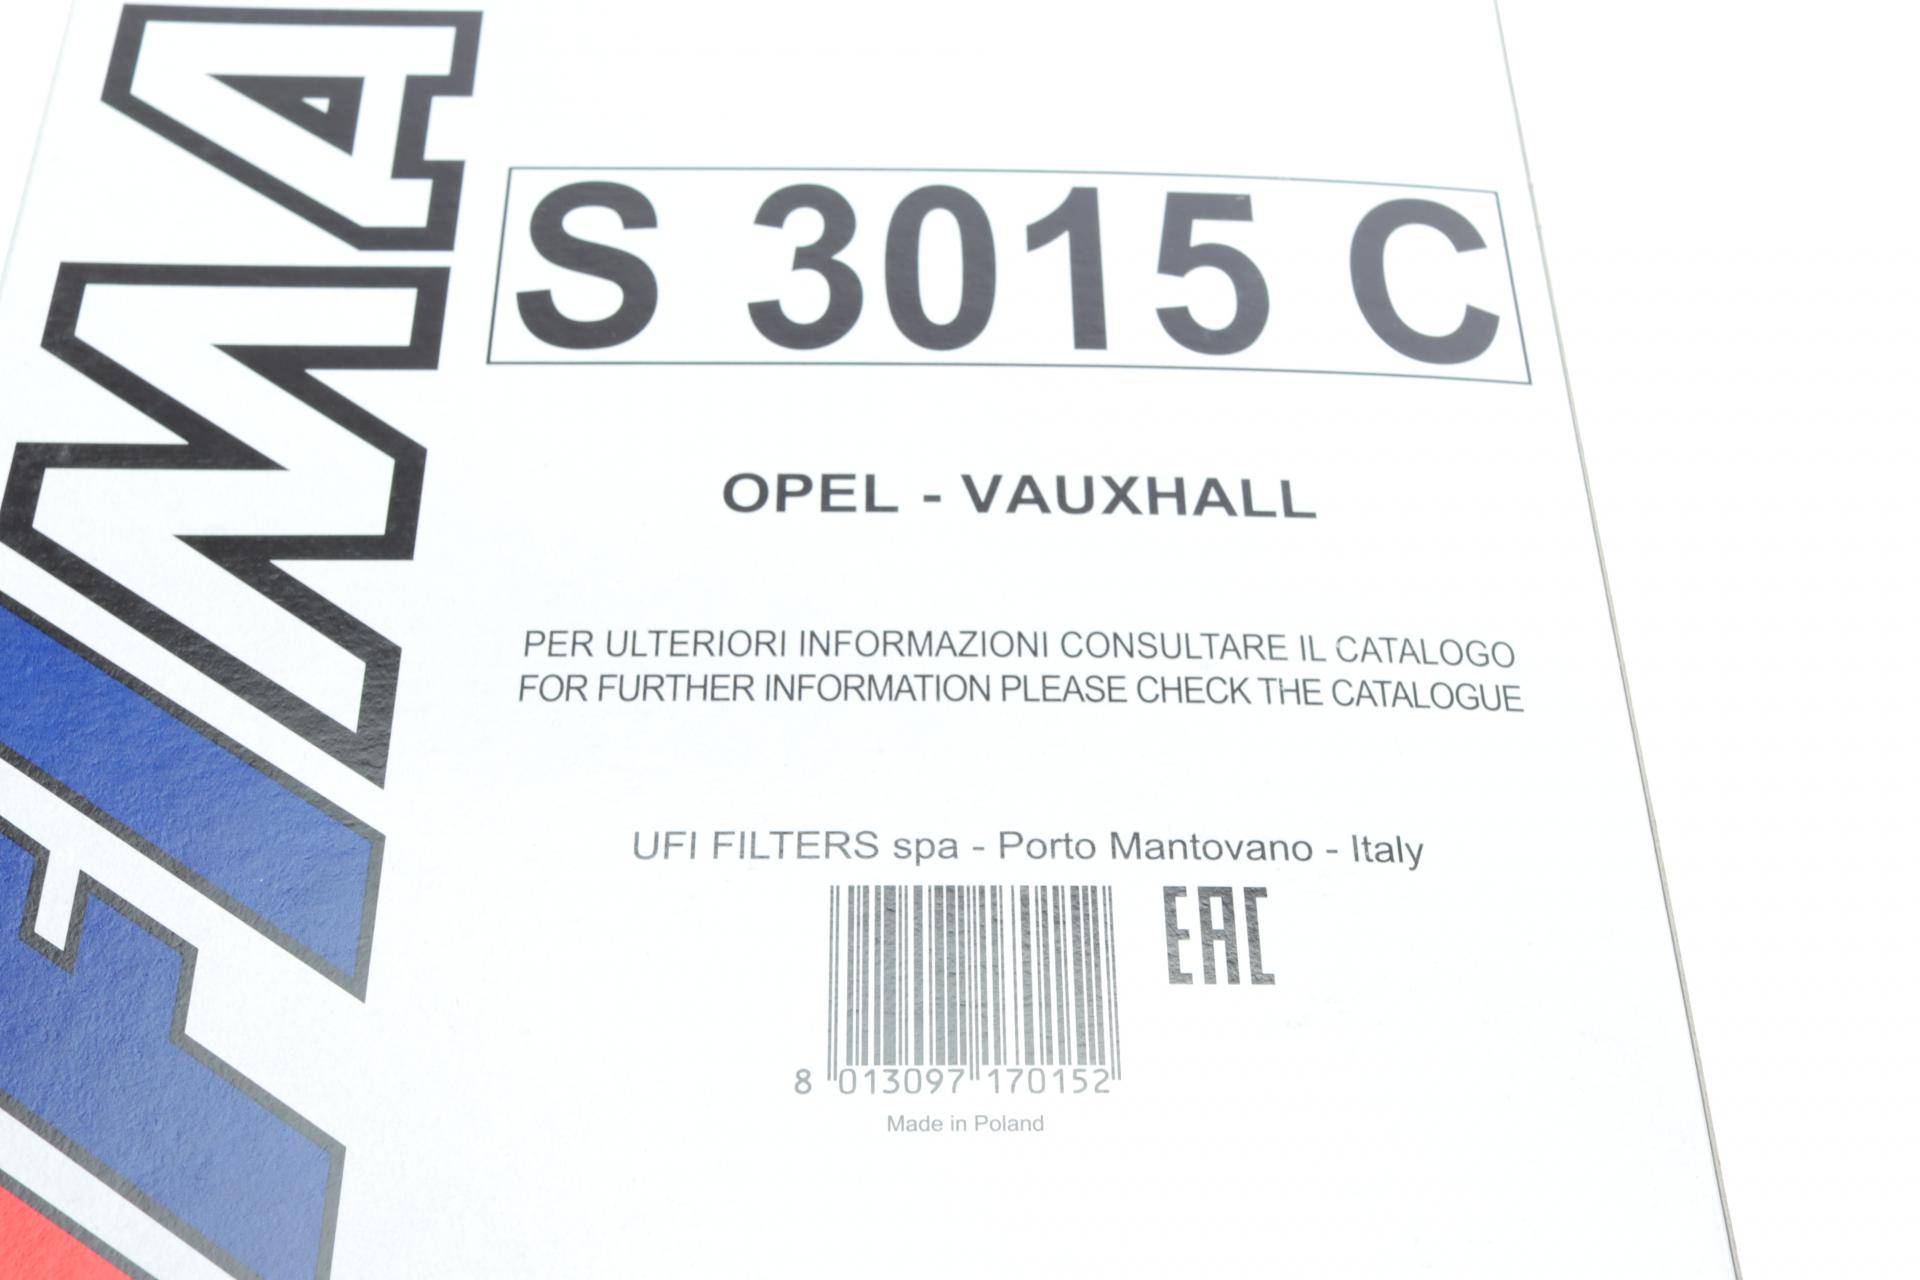 S 3015 C
OPEL - VAUXHALL
PER ULTERIORI INFORMAZIONI CONSULTARE IL CATALOGO
FOR FURTHER INFORMATION PLEASE CHECK THE CATALOGUE
UFI FILTERS spa - Porto Mantovano - Italy
EAC
8 013097 170152
Made in Poland